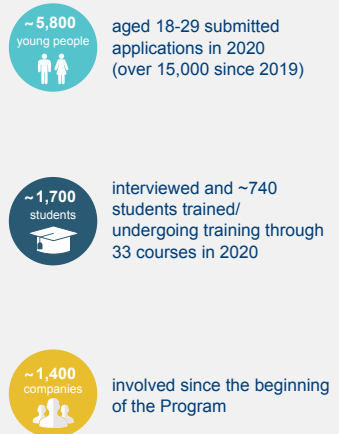 ~5,800
young people
aged 18-29 submitted
applications in 2020
(over 15,000 since 2019)
~1,700
students
interviewed and ~740
students trained/
undergoing training through
33 courses in 2020
~1,400
companies
involved since the beginning
of the Program